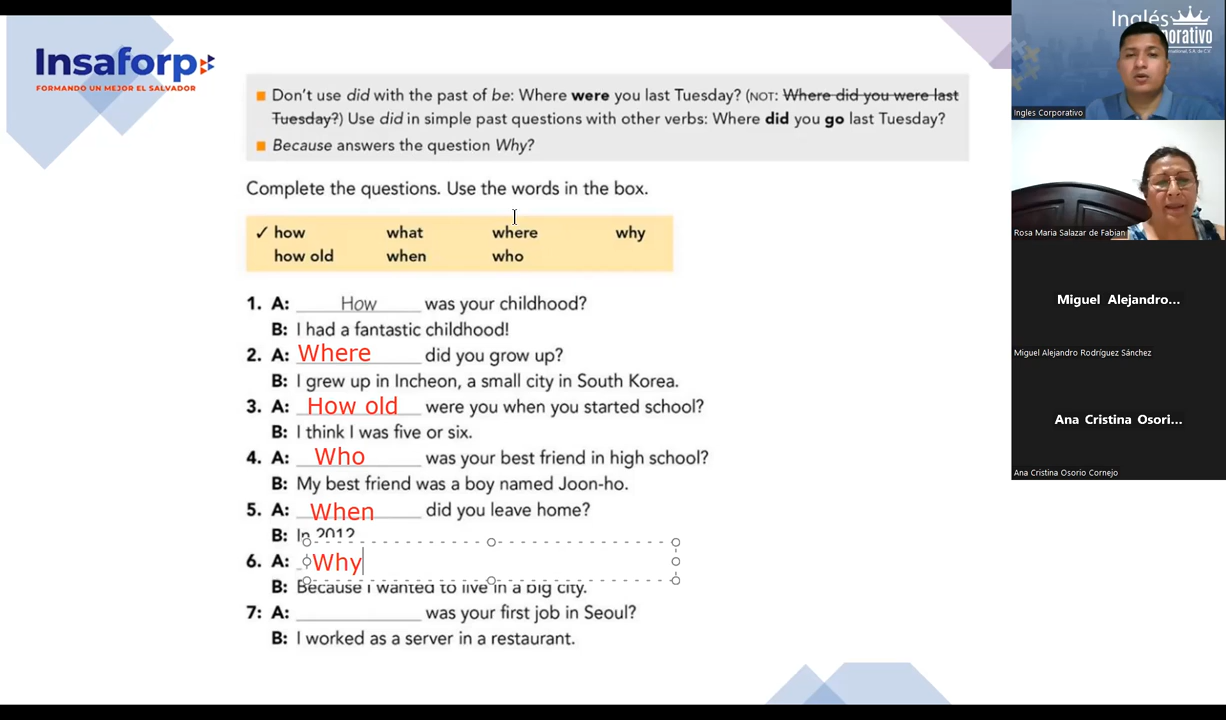 Insaforp
FORMANDO UN MEJOR EL SALVADOR
Don't use did with the past of be: Where were you last Tuesday? (NOT: Where did you were last
Tuesday?) Use did in simple past questions with other verbs: Where did you go last Tuesday?
Because answers the question Why?
Complete the questions. Use the words in the box.
✓ how what where why
how old when who
1. A: How was your childhood?
B: I had a fantastic childhood!
2. A: Where did you grow up?
B: I grew up in Incheon, a small city in South Korea.
3. A: How old were you when you started school?
B: I think I was five or six.
4. A: Who was your best friend in high school?
B: My best friend was a boy named Joon-ho.
5. A: When did you leave home?
B: In 2012
6. A: Why
B: Because I wanted to live in a big city.
7: A: was your first job in Seoul?
B: I worked as a server in a restaurant.
Inglés
Ingles Corporativo
Rosa Maria Salazar de Fabian
Miguel Alejandro...
Miguel Alejandro Rodríguez Sánchez
Ana Cristina Osori...
Ana Cristina Osorio Cornejo